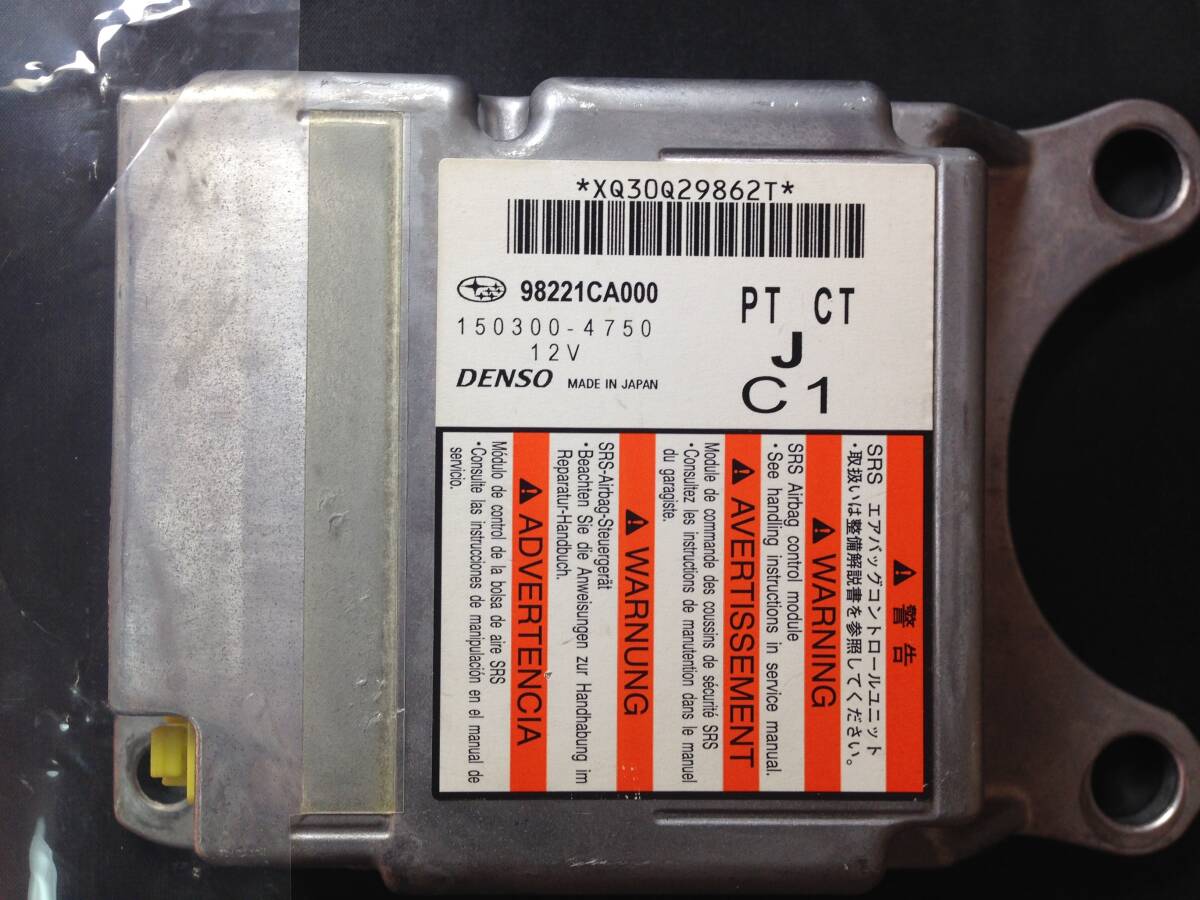 *XQ30Q29862T*
98221CA000
150300-4750
12V
DENSO MADE IN JAPAN
PT CT
J
C1
警告
SRS エアバッグコントロールユニット
・取扱いは整備解説書を参照してください。
WARNING
SRS Airbag control module
・See handling instructions in service manual.
AVERTISSEMENT
Module de commande des coussins de sécurité SRS
・Consultez les instructions de manutention dans le manuel
du garagiste.
WARNUNG
SRS-Airbag-Steuergerät
・Beachten Sie die Anweisungen zur Handhabung im
Reparatur-Handbuch.
ADVERTENCIA
Módulo de control de la bolsa de aire SRS
・Consulte las instrucciones de manipulación en el manual de
servicio.